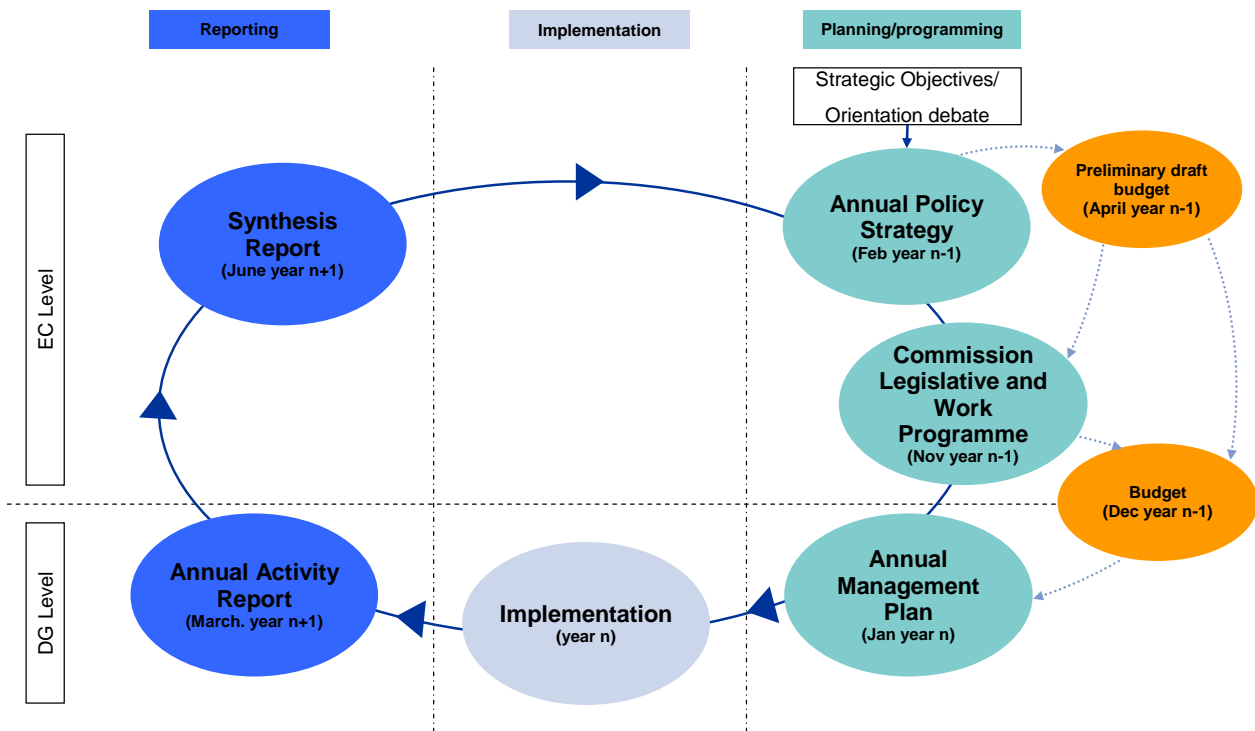 Reporting
Implementation
Planning/programming
Strategic Objectives/
Orientation debate
EC Level
Synthesis
Report
(June year n+1)
Annual Policy
Strategy
(Feb year n-1)
Preliminary draft
budget
(April year n-1)
Commission
Legislative and
Work
Programme
(Nov year n-1)
Budget
(Dec year n-1)
DG Level
Annual Activity
Report
(March. year n+1)
Implementation
(year n)
Annual
Management
Plan
(Jan year n)